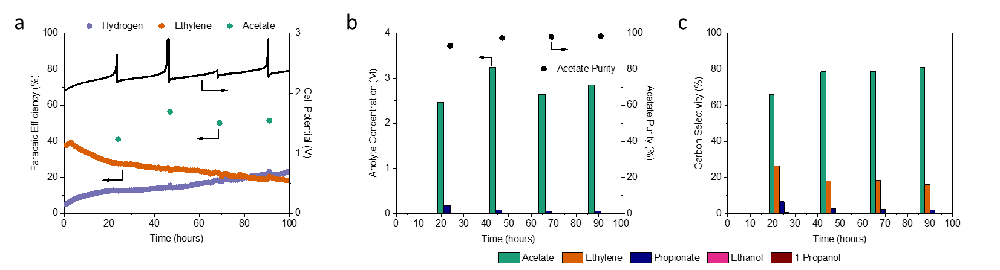 a
Hydrogen Ethylene Acetate
100
80
60
40
20
0
Faradaic Efficiency (%)
3
2
1
0
Cell Potential (V)
0 20 40 60 80 100
Time (hours)
b
4
3
2
1
0
Anolyte Concentration (M)
Acetate Purity
100
80
60
40
20
0
Acetate Purity (%)
0 10 20 30 40 50 60 70 80 90 100
Time (hours)
c
100
80
60
40
20
0
Carbon Selectivity (%)
0 10 20 30 40 50 60 70 80 90 100
Time (hours)
Acetate Ethylene Propionate Ethanol 1-Propanol